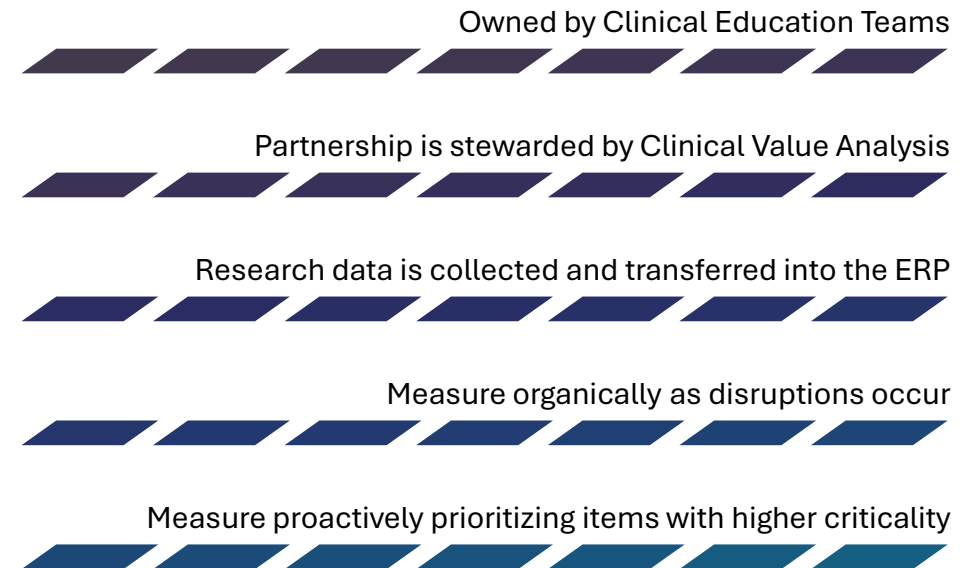 Owned by Clinical Education Teams
Partnership is stewarded by Clinical Value Analysis
Research data is collected and transferred into the ERP
Measure organically as disruptions occur
Measure proactively prioritizing items with higher criticality